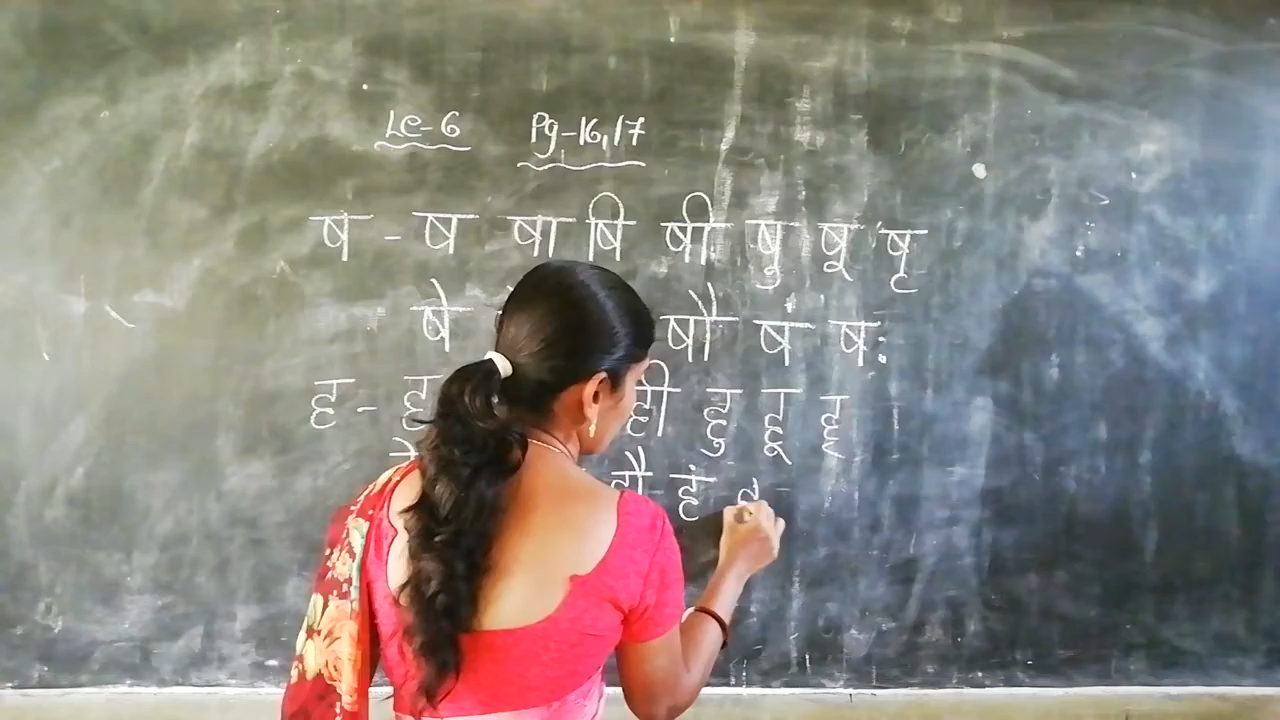 Le-6 Pg-16,17
ष - ष षा षि षी षु षू षृ
षे षौ षं षः
ह - ह ही हु हू हृ
हौ हं